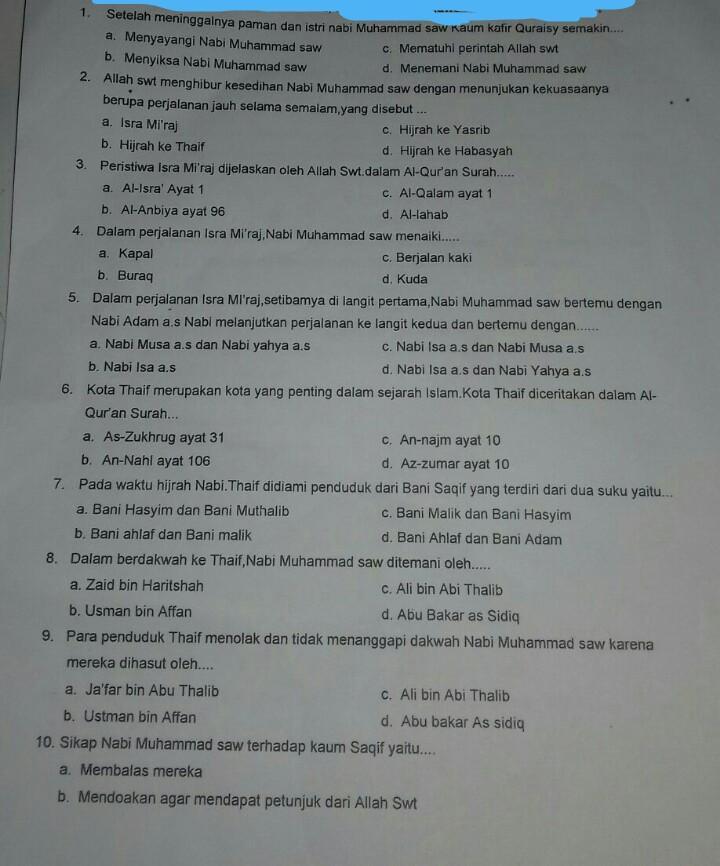 1. Setelah meninggalnya paman dan istri nabi Muhammad saw Kaum kafir Quraisy semakin....
a. Menyayangi Nabi Muhammad saw c. Mematuhi perintah Allah swt
b. Menyiksa Nabi Muhammad saw d. Menemani Nabi Muhammad saw
2. Allah swt menghibur kesedihan Nabi Muhammad saw dengan menunjukan kekuasaanya
berupa perjalanan jauh selama semalam,yang disebut ...
a. Isra Mi'raj c. Hijrah ke Yasrib
b. Hijrah ke Thaif d. Hijrah ke Habasyah
3. Peristiwa Isra Mi'raj dijelaskan oleh Allah Swt.dalam Al-Qur'an Surah.....
a. Al-Isra' Ayat 1 c. Al-Qalam ayat 1
b. Al-Anbiya ayat 96 d. Al-lahab
4. Dalam perjalanan Isra Mi'raj,Nabi Muhammad saw menaiki.....
a. Kapal c. Berjalan kaki
b. Buraq d. Kuda
5. Dalam perjalanan Isra MI'raj,setibamya di langit pertama,Nabi Muhammad saw bertemu dengan
Nabi Adam a.s Nabi melanjutkan perjalanan ke langit kedua dan bertemu dengan......
a. Nabi Musa a.s dan Nabi yahya a.s c. Nabi Isa a.s dan Nabi Musa a.s
b. Nabi Isa a.s d. Nabi Isa a.s dan Nabi Yahya a.s
6. Kota Thaif merupakan kota yang penting dalam sejarah Islam.Kota Thaif diceritakan dalam Al-
Qur'an Surah...
a. As-Zukhrug ayat 31 c. An-najm ayat 10
b. An-Nahl ayat 106 d. Az-zumar ayat 10
7. Pada waktu hijrah Nabi.Thaif didiami penduduk dari Bani Saqif yang terdiri dari dua suku yaitu...
a. Bani Hasyim dan Bani Muthalib c. Bani Malik dan Bani Hasyim
b. Bani ahlaf dan Bani malik d. Bani Ahlaf dan Bani Adam
8. Dalam berdakwah ke Thaif,Nabi Muhammad saw ditemani oleh.....
a. Zaid bin Haritshah c. Ali bin Abi Thalib
b. Usman bin Affan d. Abu Bakar as Sidiq
9. Para penduduk Thaif menolak dan tidak menanggapi dakwah Nabi Muhammad saw karena
mereka dihasut oleh....
a. Ja'far bin Abu Thalib c. Ali bin Abi Thalib
b. Ustman bin Affan d. Abu bakar As sidiq
10. Sikap Nabi Muhammad saw terhadap kaum Saqif yaitu....
a. Membalas mereka
b. Mendoakan agar mendapat petunjuk dari Allah Swt